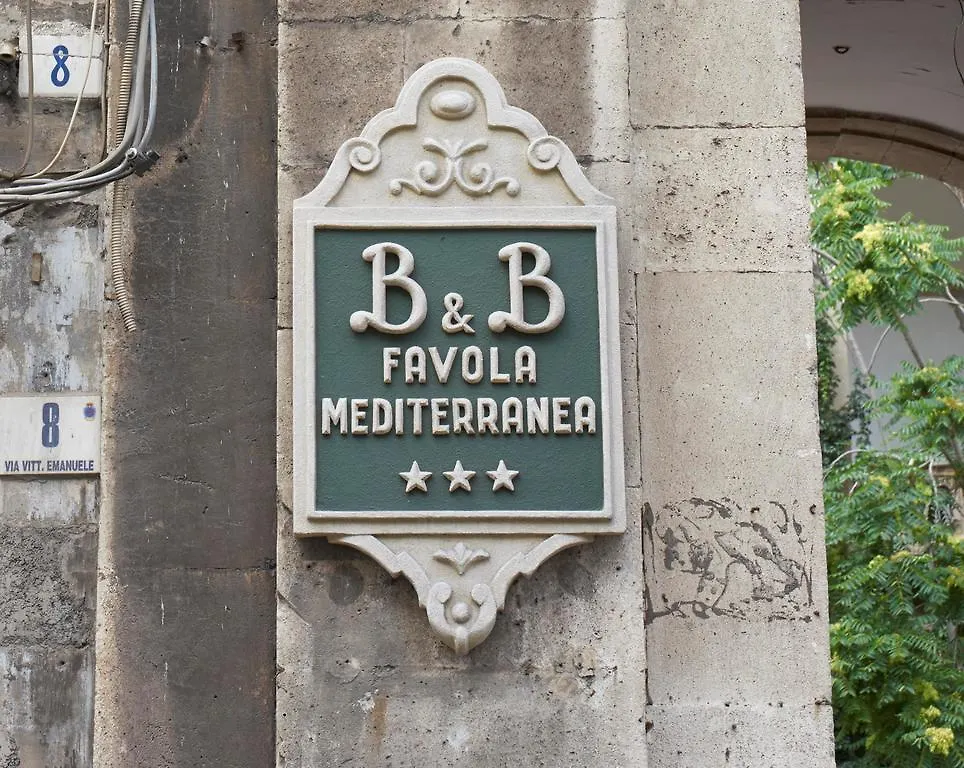 8
8
VIA VITT. EMANUELE
B & B
FAVOLA
MEDITERRANEA